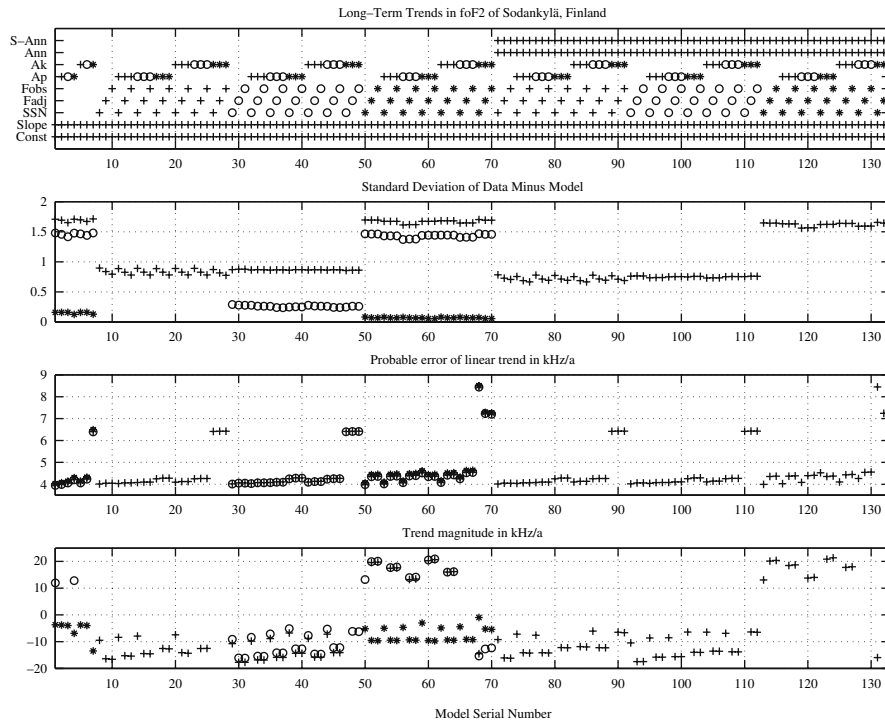 Long–Term Trends in foF2 of Sodankylä, Finland
S-Ann
Ann
Ak
Ap
Fobs
Fadj
SSN
Slope
Const
10 20 30 40 50 60 70 80 90 100 110 120 130
Standard Deviation of Data Minus Model
2
1.5
1
0.5
0
10 20 30 40 50 60 70 80 90 100 110 120 130
Probable error of linear trend in kHz/a
9
8
7
6
5
4
10 20 30 40 50 60 70 80 90 100 110 120 130
Trend magnitude in kHz/a
20
10
0
−10
−20
10 20 30 40 50 60 70 80 90 100 110 120 130
Model Serial Number